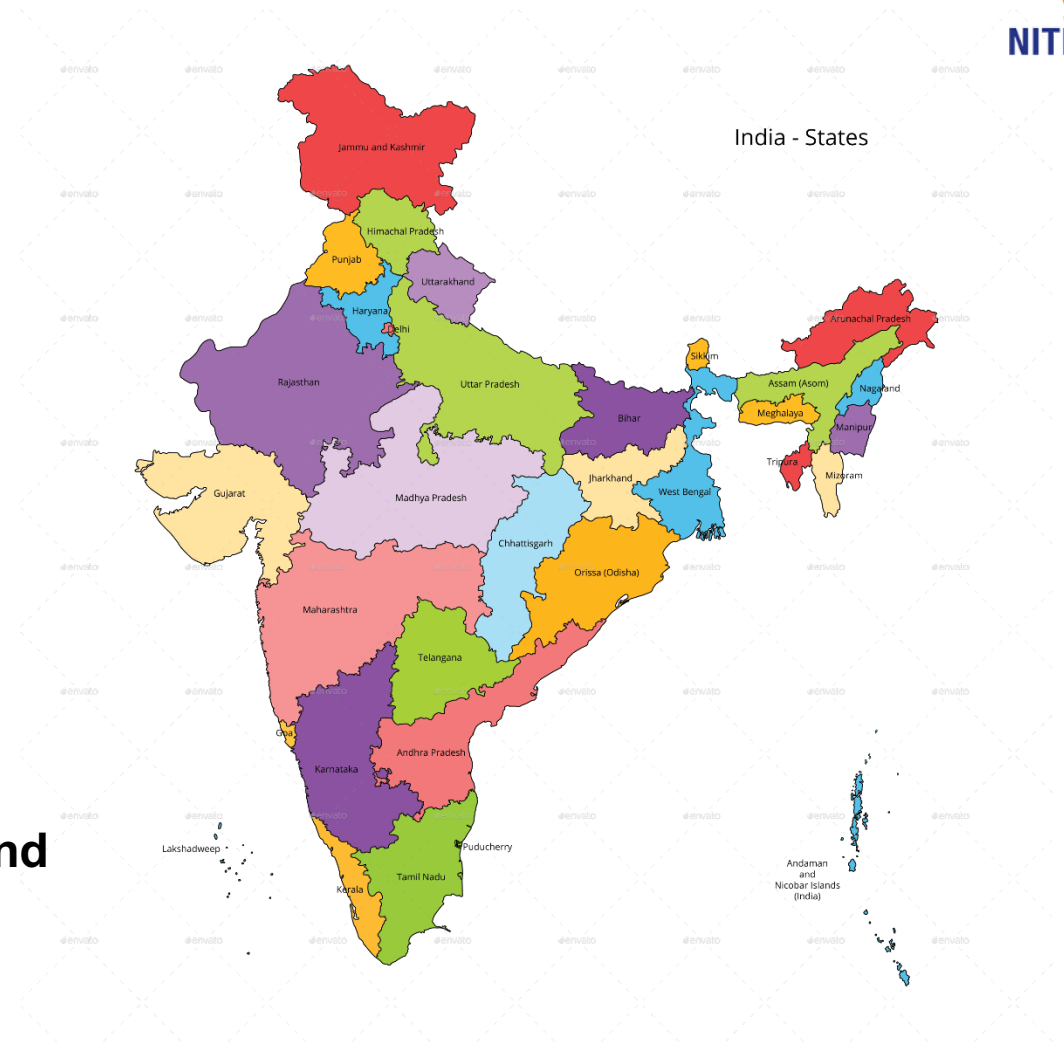 NIT
India - States
Jammu and Kashmir
Himachal Pradesh
Punjab
Uttarakhand
Haryana
Delhi
Arunachal Pradesh
Sikkim
Rajasthan
Uttar Pradesh
Assam (Asom)
Nagaland
Bihar
Meghalaya
Manipur
Tripura
Mizoram
Gujarat
Madhya Pradesh
Jharkhand
West Bengal
Chhattisgarh
Orissa (Odisha)
Maharashtra
Telangana
Goa
Andhra Pradesh
Karnataka
Lakshadweep
Puducherry
nd
Tamil Nadu
Kerala
Andaman
and
Nicobar Islands
(India)
envato